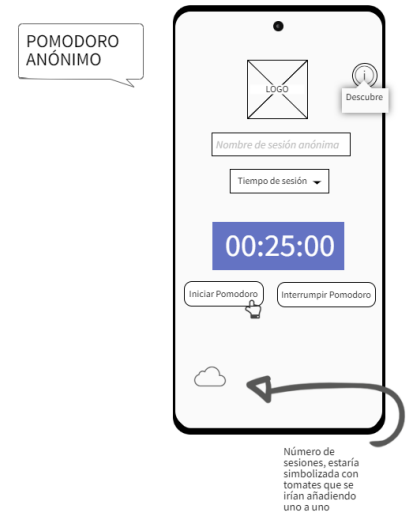 POMODORO
ANÓNIMO
LOGO
i
Descubre
Nombre de sesión anónima
Tiempo de sesión
00:25:00
Iniciar Pomodoro
Interrumpir Pomodoro
Número de
sesiones, estaría
simbolizada con
tomates que se
irían añadiendo
uno a uno